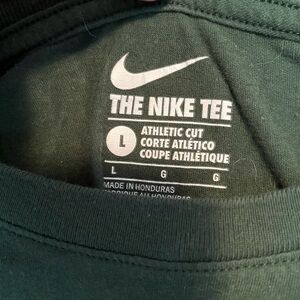 THE NIKE TEE
L
ATHLETIC CUT
CORTE ATLÉTICO
COUPE ATHLÉTIQUE
L G G
MADE IN HONDURAS